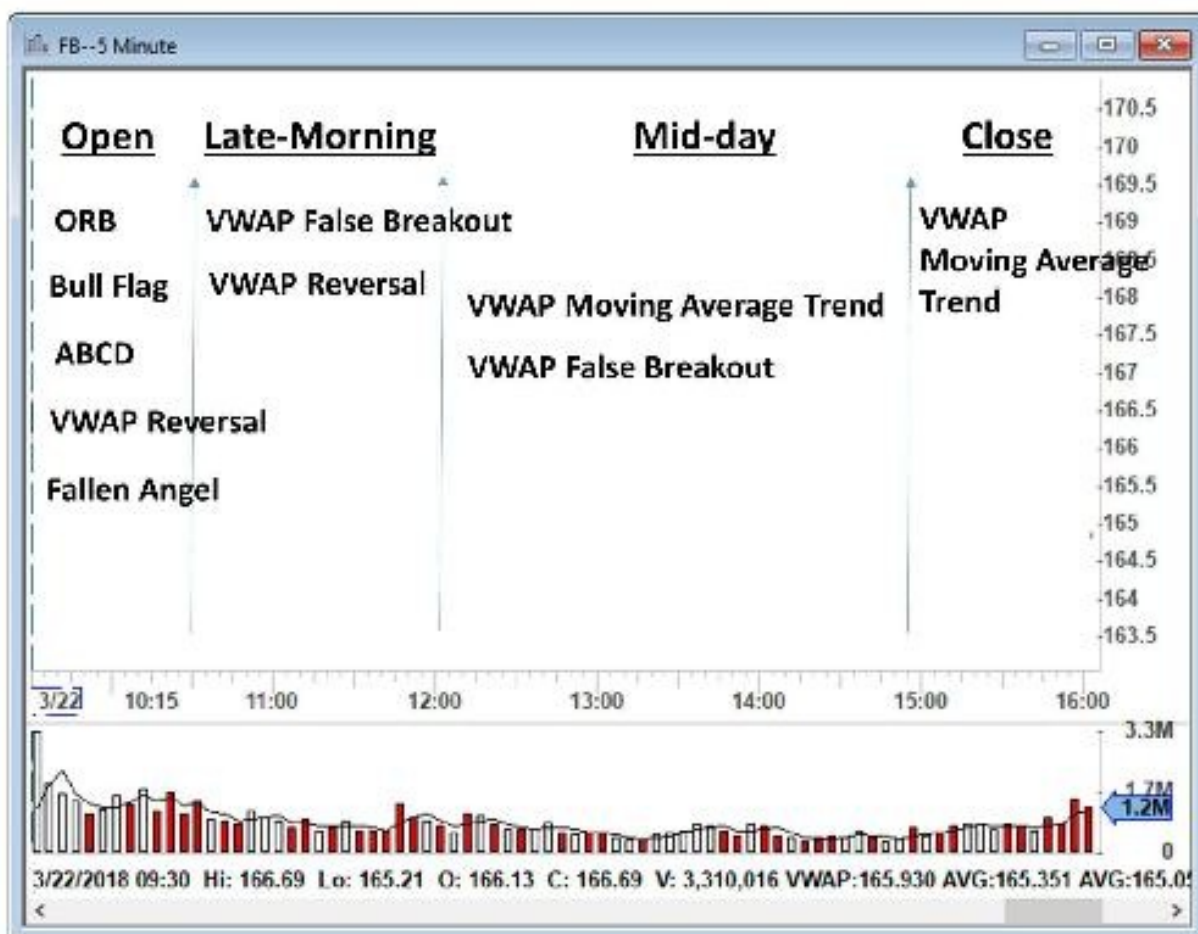 FB--5 Minute
Open Late-Morning Mid-day Close
ORB
Bull Flag
ABCD
VWAP Reversal
Fallen Angel
VWAP False Breakout
VWAP Reversal
VWAP Moving Average Trend
VWAP False Breakout
VWAP
Moving Average
Trend
170.5
170
169.5
169
168
167.5
167
166.5
166
165.5
165
164.5
164
163.5
3/22 10:15 11:00 12:00 13:00 14:00 15:00 16:00
3.3M
1.7M
1.2M
0
3/22/2018 09:30 Hi: 166.69 Lo: 165.21 O: 166.13 C: 166.69 V: 3,310,016 VWAP:165.930 AVG:165.351 AVG:165.05